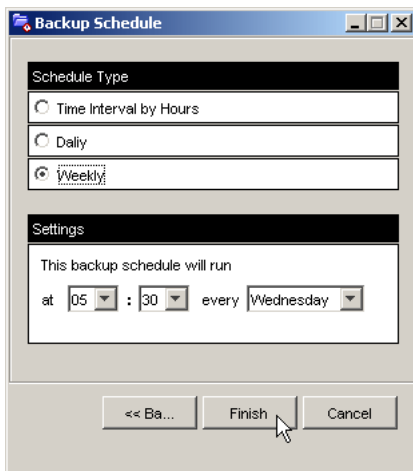 Backup Schedule
Schedule Type
Time Interval by Hours
Daliy
Weekly
Settings
This backup schedule will run
at 05 : 30 every Wednesday
<< Ba... Finish Cancel